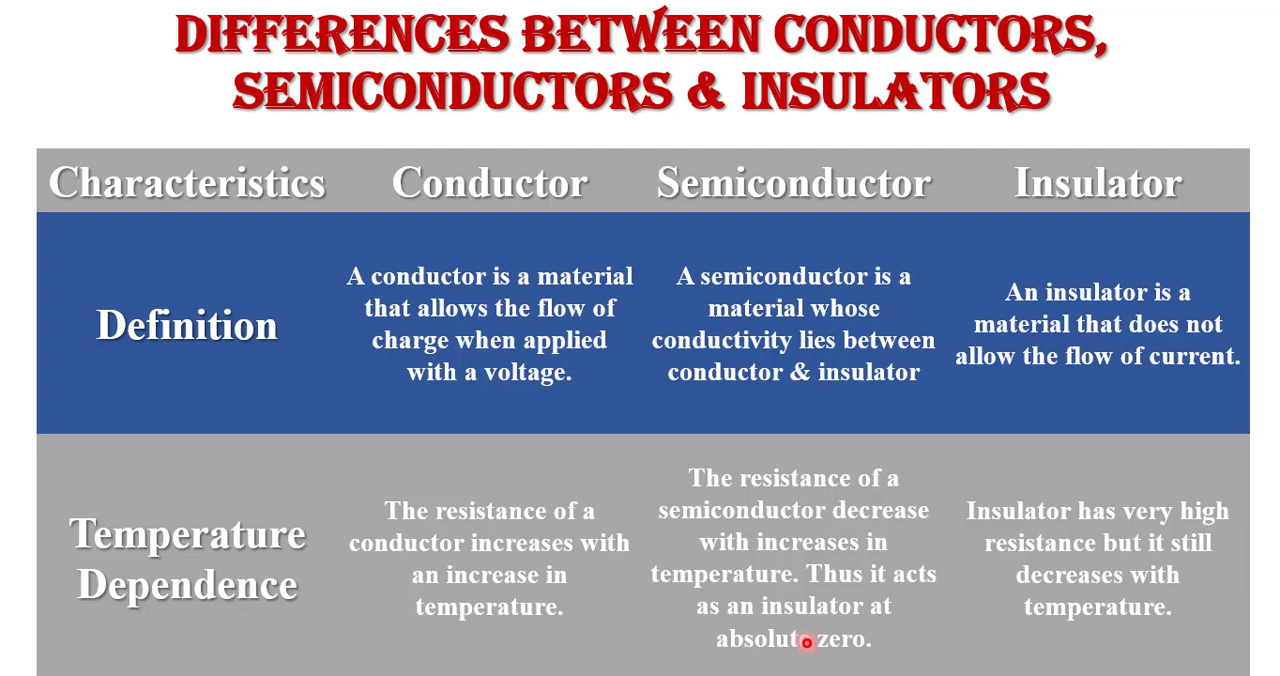 DIFFERENCES BETWEEN CONDUCTORS,
SEMICONDUCTORS & INSULATORS
Characteristics
Conductor
Semiconductor
Insulator
Definition
A conductor is a material
that allows the flow of
charge when applied
with a voltage.
A semiconductor is a
material whose
conductivity lies between
conductor & insulator
An insulator is a
material that does not
allow the flow of current.
Temperature
Dependence
The resistance of a
conductor increases with
an increase in
temperature.
The resistance of a
semiconductor decrease
with increases in
temperature. Thus it acts
as an insulator at
absolute zero.
Insulator has very high
resistance but it still
decreases with
temperature.